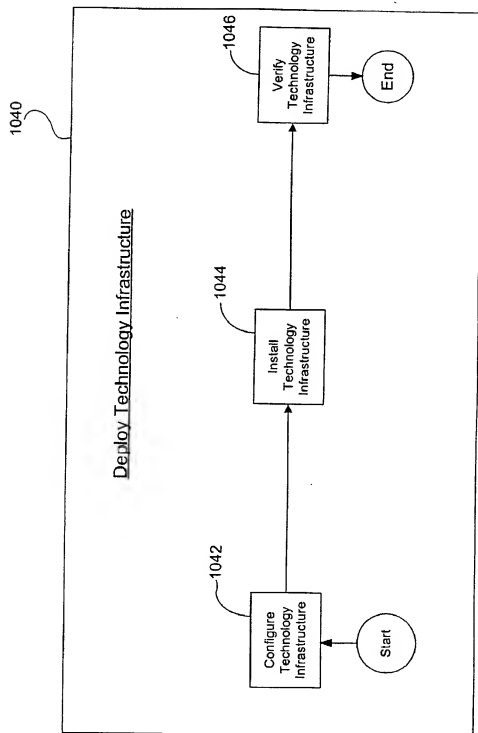 1040
Deploy Technology Infrastructure
1042
Configure
Technology
Infrastructure
Start
1044
Install
Technology
Infrastructure
1046
Verify
Technology
Infrastructure
End